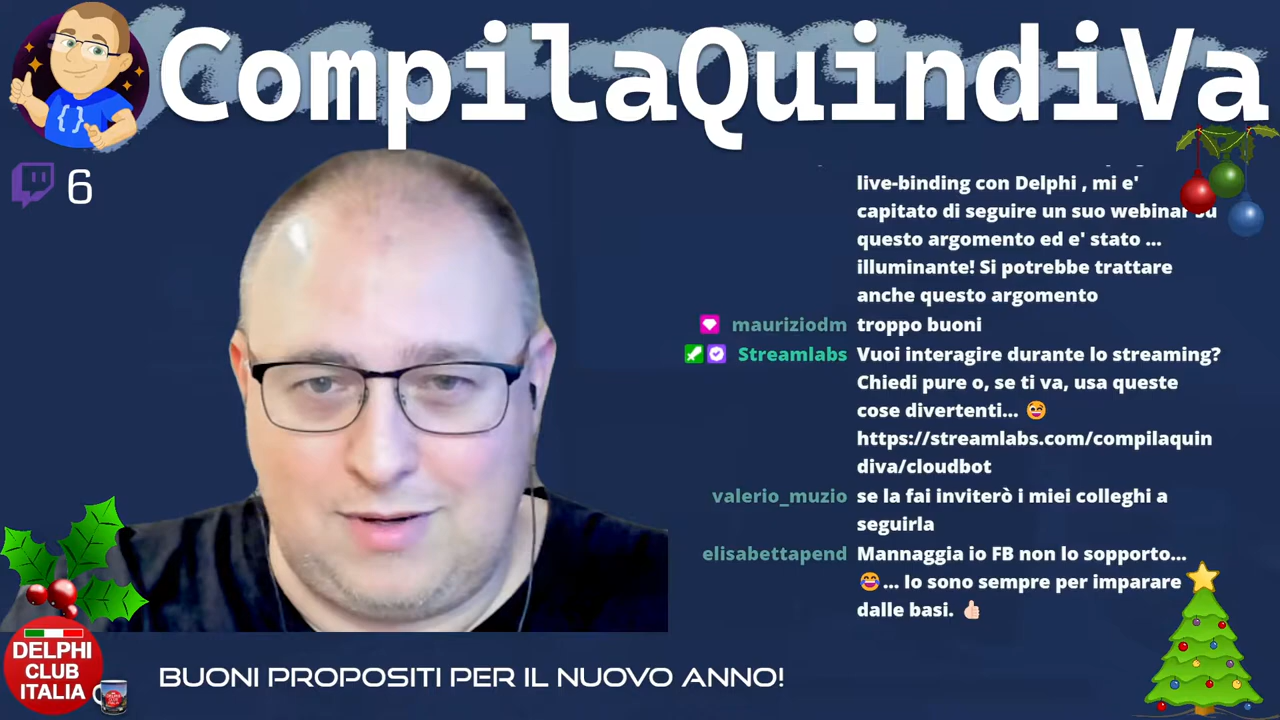 CompilaQuindiVa
{}
6
live-binding con Delphi , mi e'
capitato di seguire un suo webinar su
questo argomento ed e' stato ...
illuminante! Si potrebbe trattare
anche questo argomento
mauriziodm troppo buoni
Streamlabs Vuoi interagire durante lo streaming?
Chiedi pure o, se ti va, usa queste
cose divertenti... 😅
https://streamlabs.com/compilaquin
diva/cloudbot
valerio_muzio se la fai inviterò i miei colleghi a
seguirla
elisabettapend Mannaggia io FB non lo sopporto...
😂 ... Io sono sempre per imparare
dalle basi. 👍🏻
DELPHI
CLUB
ITALIA
BUONI PROPOSITI PER IL NUOVO ANNO!